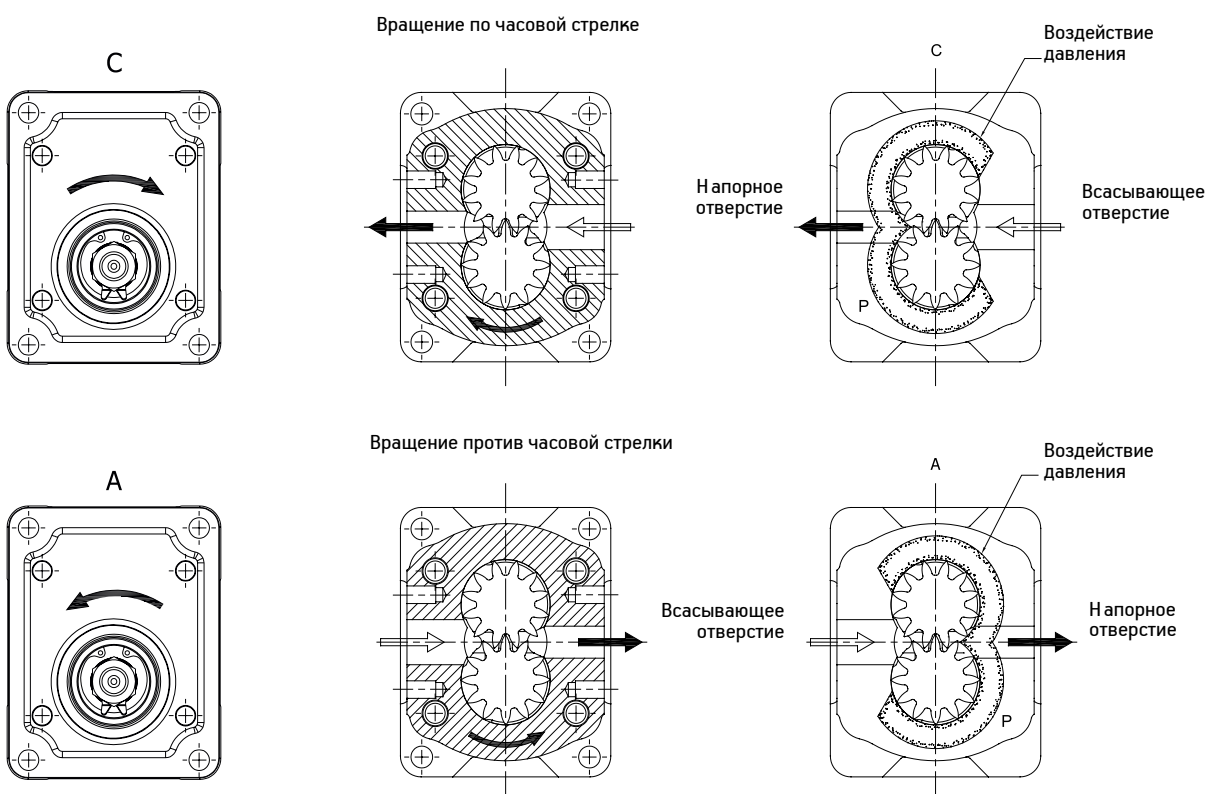 Вращение по часовой стрелке
C
C
Воздействие
давления
Напорное
отверстие
Всасывающее
отверстие
P
Вращение против часовой стрелки
A
A
Воздействие
давления
Всасывающее
отверстие
Напорное
отверстие
P